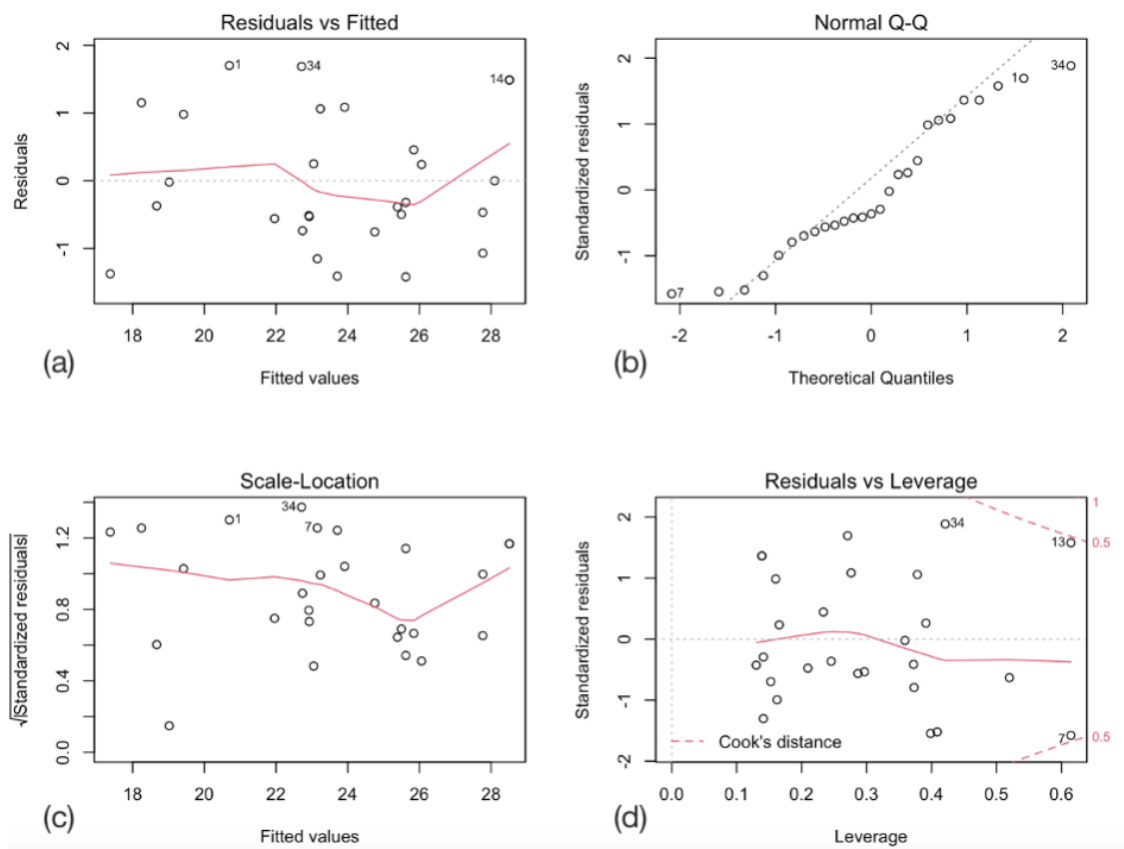 Residuals vs Fitted
Residuals
2
1
0
-1
1
34
14
18 20 22 24 26 28
Fitted values
(a)
Normal Q-Q
Standardized residuals
2
1
0
-1
34
1
7
-2 -1 0 1 2
Theoretical Quantiles
(b)
Scale-Location
√|Standardized residuals|
1.2
0.8
0.4
0.0
34
1
7
18 20 22 24 26 28
Fitted values
(c)
Residuals vs Leverage
Standardized residuals
2
1
0
-1
-2
34
13
7
1
0.5
0.5
Cook's distance
0.0 0.1 0.2 0.3 0.4 0.5 0.6
Leverage
(d)